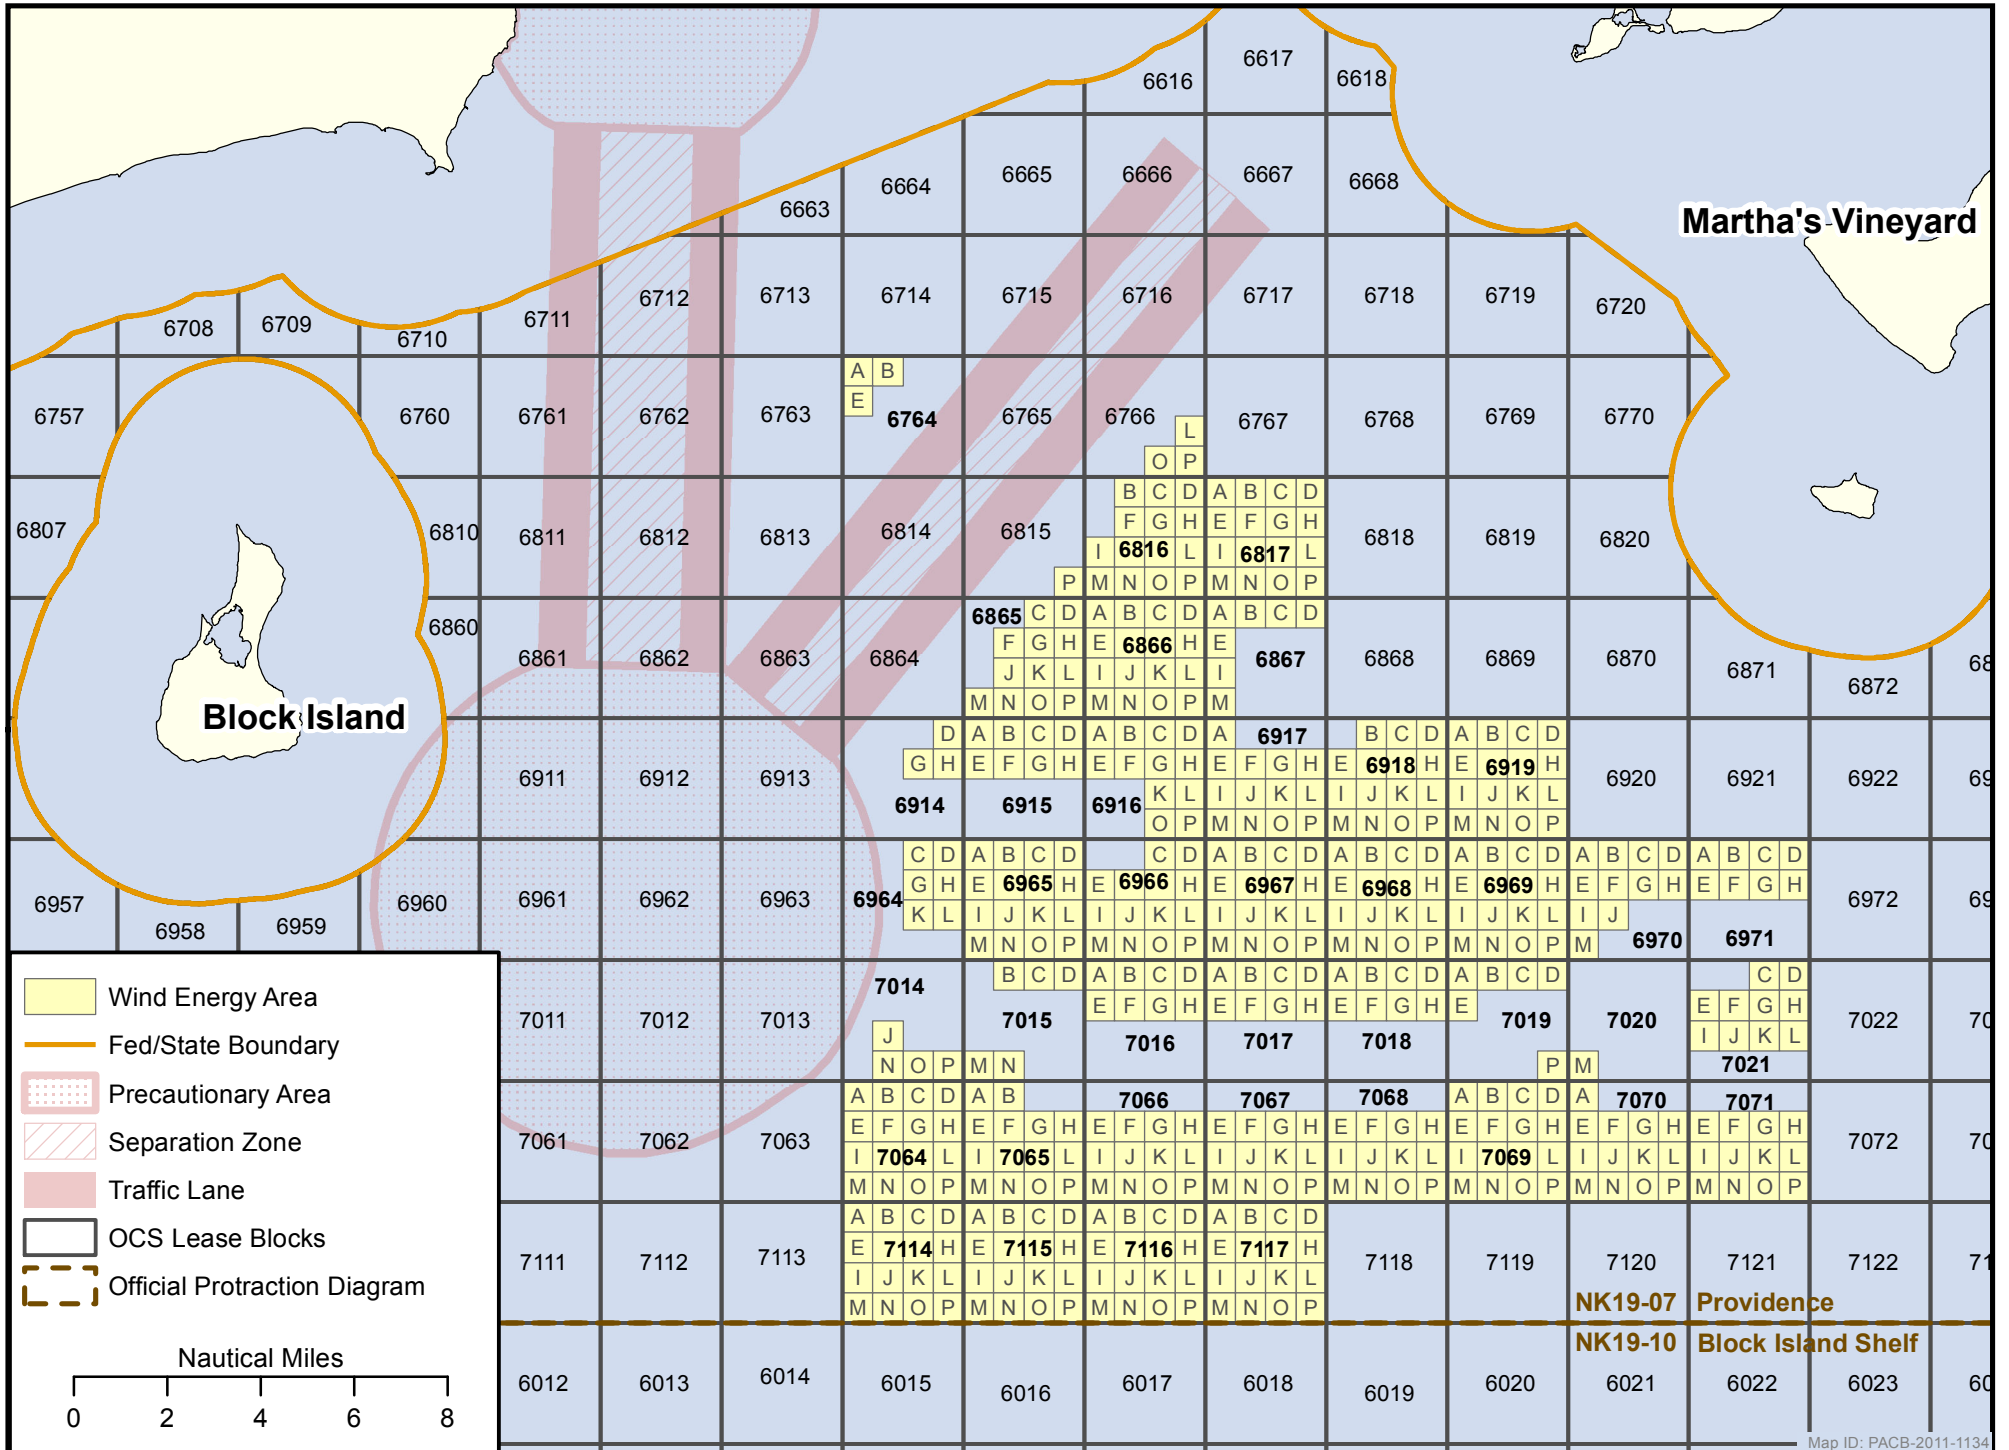 6616 6617 6618
6663 6664 6665 6666 6667 6668
Martha's Vineyard
6708 6709 6710 6711 6712 6713 6714 6715 6716 6717 6718 6719 6720
A B
E
6757 6760 6761 6762 6763 6764 6765 6766 6767 6768 6769 6770
L
O P
B C D A B C D
F G H E F G H
6807 6810 6811 6812 6813 6814 6815 6818 6819 6820
I 6816 L I 6817 L
P M N O P M N O P
6865 C D A B C D A B C D
6860 F G H E 6866 H E
6861 6862 6863 6864 6867 6868 6869 6870 6871 6872 68
J K L I J K L I
M N O P M N O P M
Block Island
D A B C D A B C D A 6917 B C D A B C D
G H E F G H E F G H E F G H E 6918 H E 6919 H
6911 6912 6913 6920 6921 6922 69
6914 6915 6916 K L I J K L I J K L I J K L
O P M N O P M N O P M N O P
C D A B C D C D A B C D A B C D A B C D A B C D A B C D
G H E 6965 H E 6966 H E 6967 H E 6968 H E 6969 H E F G H E F G H
6957 6958 6959 6960 6961 6962 6963 6964 6972 69
K L I J K L I J K L I J K L I J K L I J K L I J
M N O P M N O P M N O P M N O P M N O P M 6970 6971
7014 B C D A B C D A B C D A B C D A B C D C D
E F G H E F G H E F G H E E F G H
7011 7012 7013 7015 7019 7020 7022 70
J 7016 7017 7018 I J K L
N O P M N P M 7021
A B C D A B 7066 7067 7068 A B C D A 7070 7071
E F G H E F G H E F G H E F G H E F G H E F G H E F G H E F G H
7061 7062 7063 7072 70
I 7064 L I 7065 L I J K L I J K L I J K L I 7069 L I J K L I J K L
M N O P M N O P M N O P M N O P M N O P M N O P M N O P M N O P
A B C D A B C D A B C D A B C D
E 7114 H E 7115 H E 7116 H E 7117 H
7111 7112 7113 7118 7119 7120 7121 7122 71
I J K L I J K L I J K L I J K L
M N O P M N O P M N O P M N O P
NK19-07 Providence
NK19-10 Block Island Shelf
6012 6013 6014 6015 6016 6017 6018 6019 6020 6021 6022 6023 60
Wind Energy Area
Fed/State Boundary
Precautionary Area
Separation Zone
Traffic Lane
OCS Lease Blocks
Official Protraction Diagram
Nautical Miles
0 2 4 6 8
Map ID: PACB-2011-1134